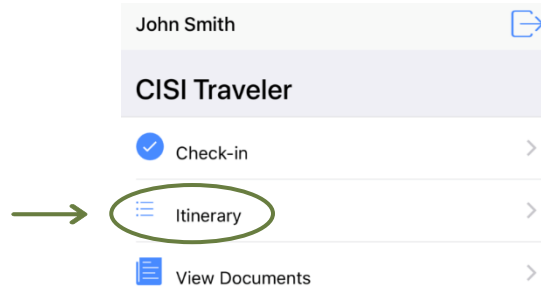 John Smith
CISI Traveler
Check-in
Itinerary
View Documents